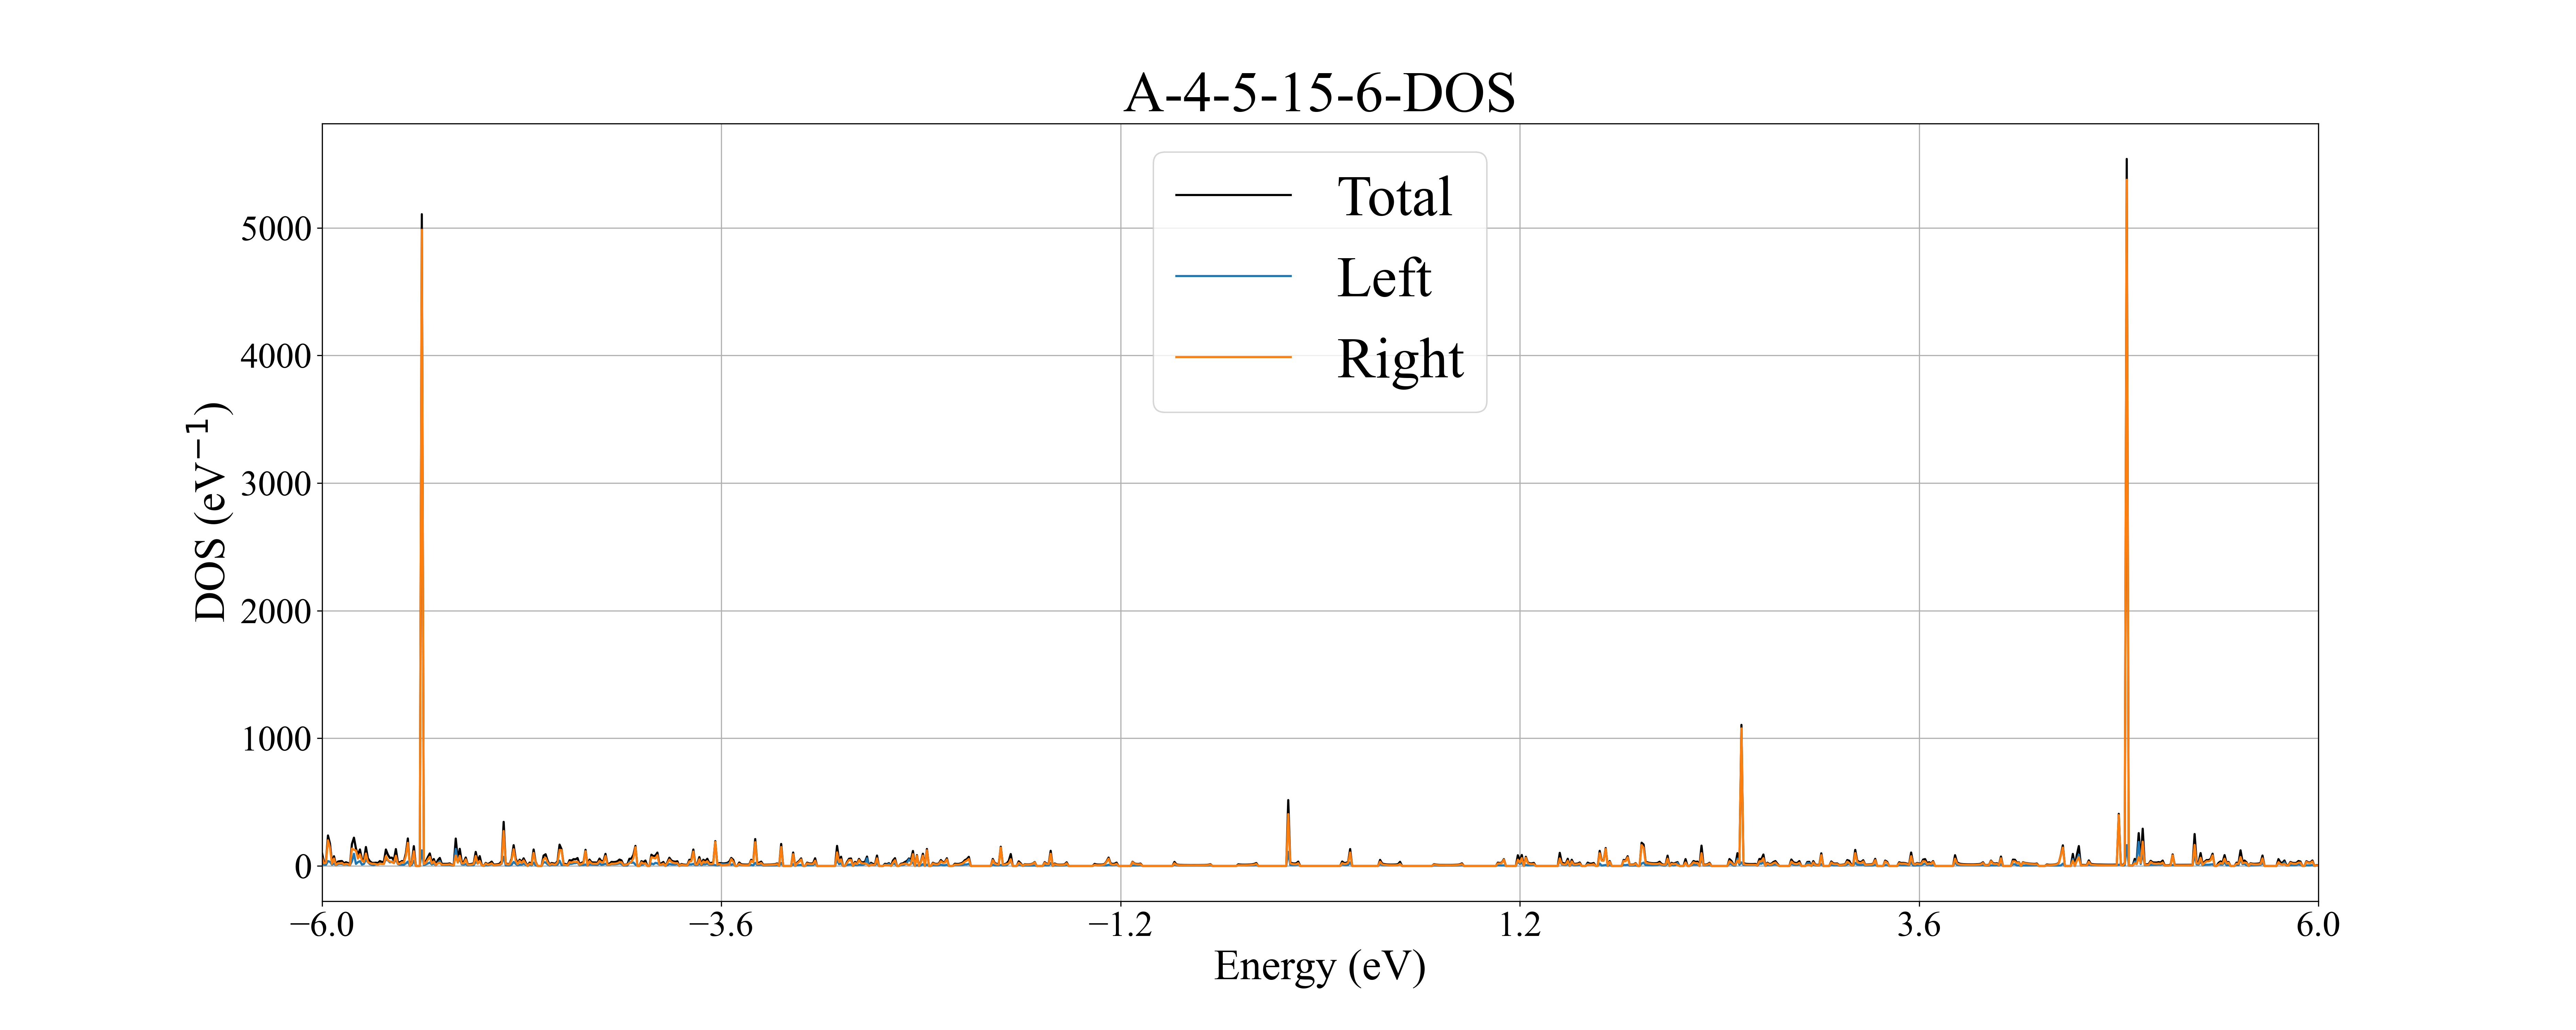 A-4-5-15-6-DOS
Total
Left
Right
DOS (eV⁻¹)
5000
4000
3000
2000
1000
0
−6.0 −3.6 −1.2 1.2 3.6 6.0
Energy (eV)